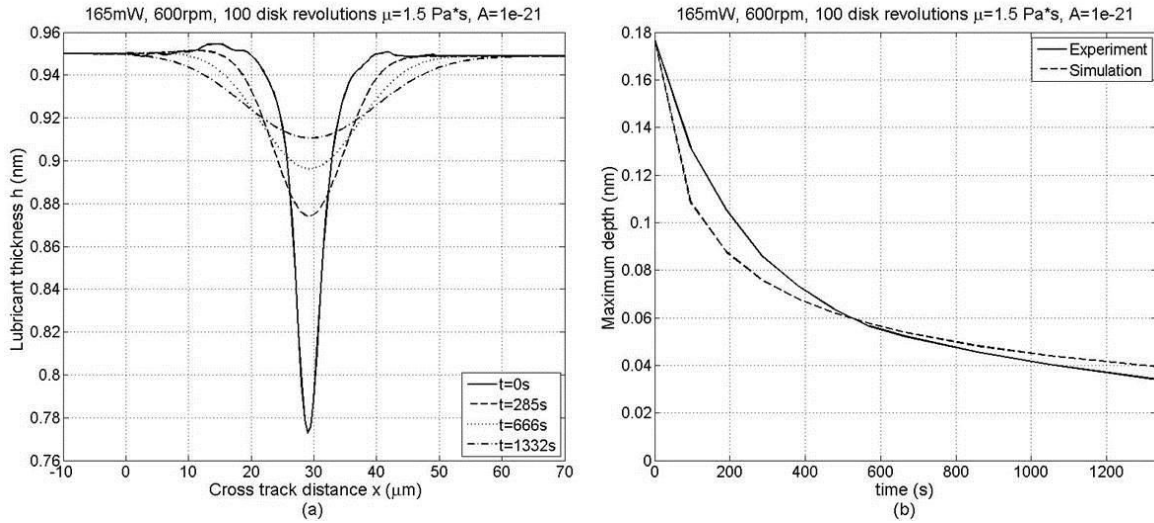 165mW, 600rpm, 100 disk revolutions μ=1.5 Pa*s, A=1e-21
0.96
0.94
0.92
0.9
0.88
0.86
0.84
0.82
0.8
0.78
0.76
Lubricant thickness h (nm)
(a)
t=0s
t=285s
t=666s
t=1332s
-10
0
10
20
30
40
50
60
70
Cross track distance x (μm)
(a)
165mW, 600rpm, 100 disk revolutions μ=1.5 Pa*s, A=1e-21
0.18
0.16
0.14
0.12
0.1
0.08
0.06
0.04
0.02
0
Maximum depth (nm)
(b)
Experiment
Simulation
0
200
400
600
800
1000
1200
time (s)
(b)